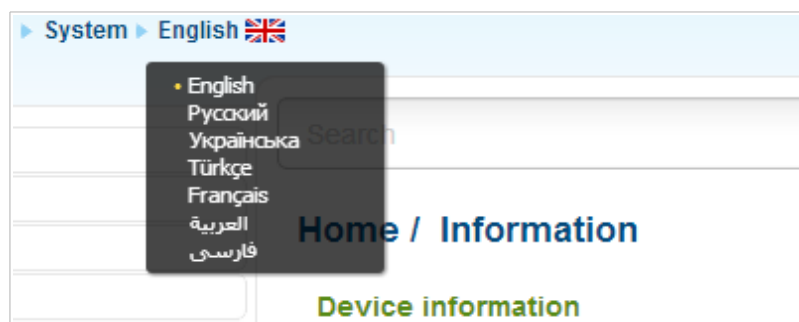 System English
• English
Русский
Українська
Türkçe
Français
العربية
فارسی
Search
Home / Information
Device information